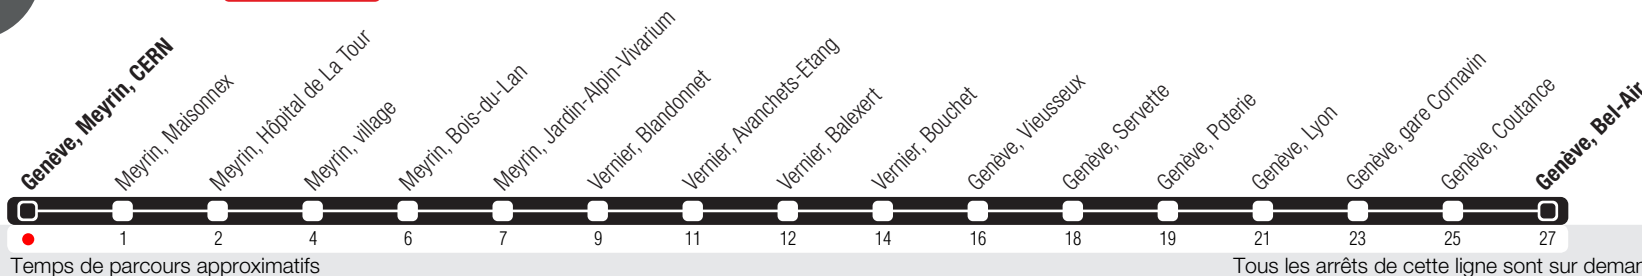 Genève, Meyrin, CERN
Meyrin, Maisonnex
Meyrin, Hôpital de La Tour
Meyrin, village
Meyrin, Bois-du-Lan
Meyrin, Jardin-Alpin-Vivarium
Vernier, Blandonnet
Vernier, Avanchets-Etang
Vernier, Balexert
Vernier, Bouchet
Genève, Vieusseux
Genève, Servette
Genève, Poterie
Genève, Lyon
Genève, gare Cornavin
Genève, Coutance
Genève, Bel-Air
1 2 4 6 7 9 11 12 14 16 18 19 21 23 25 27
Temps de parcours approximatifs
Tous les arrêts de cette ligne sont sur